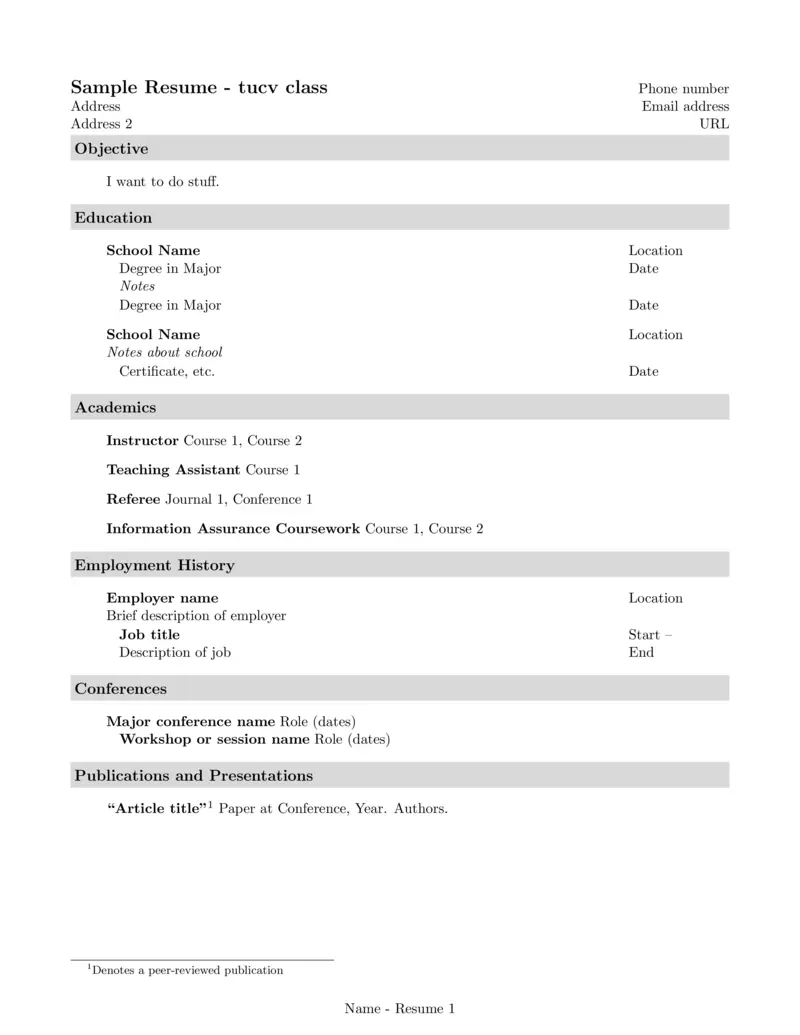 Sample Resume - tucv class Phone number
Address Email address
Address 2 URL
Objective
I want to do stuff.
Education
School Name Location
Degree in Major Date
Notes
Degree in Major Date
School Name Location
Notes about school
Certificate, etc. Date
Academics
Instructor Course 1, Course 2
Teaching Assistant Course 1
Referee Journal 1, Conference 1
Information Assurance Coursework Course 1, Course 2
Employment History
Employer name Location
Brief description of employer
Job title Start –
Description of job End
Conferences
Major conference name Role (dates)
Workshop or session name Role (dates)
Publications and Presentations
“Article title”¹ Paper at Conference, Year. Authors.
¹Denotes a peer-reviewed publication
Name - Resume 1